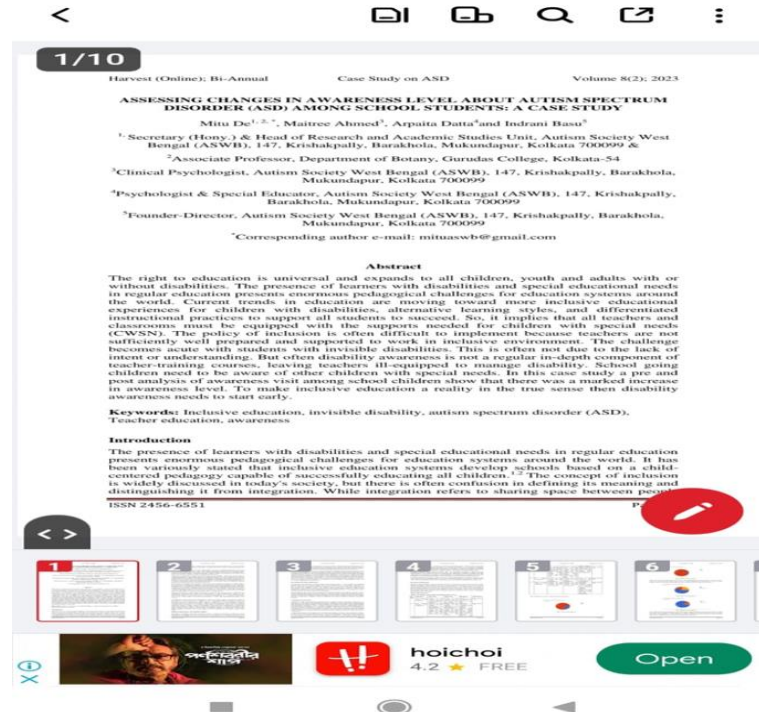 1/10
Harvest (Online); Bi-Annual Case Study on ASD Volume 8(2); 2023
ASSESSING CHANGES IN AWARENESS LEVEL ABOUT AUTISM SPECTRUM
DISORDER (ASD) AMONG SCHOOL STUDENTS: A CASE STUDY
Mitu De1, 2, *, Maitree Ahmed3, Arpaita Datta4and Indrani Basu5
1. Secretary (Hony.) & Head of Research and Academic Studies Unit, Autism Society West
Bengal (ASWB), 147, Krishakpally, Barakhola, Mukundapur, Kolkata 700099 &
2Associate Professor, Department of Botany, Gurudas College, Kolkata-54
3Clinical Psychologist, Autism Society West Bengal (ASWB), 147, Krishakpally, Barakhola,
Mukundapur, Kolkata 700099
4Psychologist & Special Educator, Autism Society West Bengal (ASWB), 147, Krishakpally,
Barakhola, Mukundapur, Kolkata 700099
5Founder-Director, Autism Society West Bengal (ASWB), 147, Krishakpally, Barakhola,
Mukundapur, Kolkata 700099
*Corresponding author e-mail: mituaswb@gmail.com
Abstract
The right to education is universal and expands to all children, youth and adults with or
without disabilities. The presence of learners with disabilities and special educational needs
in regular education presents enormous pedagogical challenges for education systems around
the world. Current trends in education are moving toward more inclusive educational
experiences for children with disabilities, alternative learning styles, and differentiated
instructional practices to support all students to succeed. So, it implies that all teachers and
classrooms must be equipped with the supports needed for children with special needs
(CWSN). The policy of inclusion is often difficult to implement because teachers are not
sufficiently well prepared and supported to work in inclusive environment. The challenge
becomes acute with students with invisible disabilities. This is often not due to the lack of
intent or understanding. But often disability awareness is not a regular in-depth component of
teacher-training courses, leaving teachers ill-equipped to manage disability. School going
children need to be aware of other children with special needs. In this case study a pre and
post analysis of awareness visit among school children show that there was a marked increase
in awareness level. To make inclusive education a reality in the true sense then disability
awareness needs to start early.
Keywords: Inclusive education, invisible disability, autism spectrum disorder (ASD),
Teacher education, awareness
Introduction
The presence of learners with disabilities and special educational needs in regular education
presents enormous pedagogical challenges for education systems around the world. It has
been variously stated that inclusive education systems develop schools based on a child-
centered pedagogy capable of successfully educating all children.1,2 The concept of inclusion
is widely discussed in today's society, but there is often confusion in defining its meaning and
distinguishing it from integration. While integration refers to sharing space between
ISSN 2456-6551
1 2 3 4 5 6
পর্ণশবরীর
শাপ
hoichoi
4.2 ★ FREE
Open